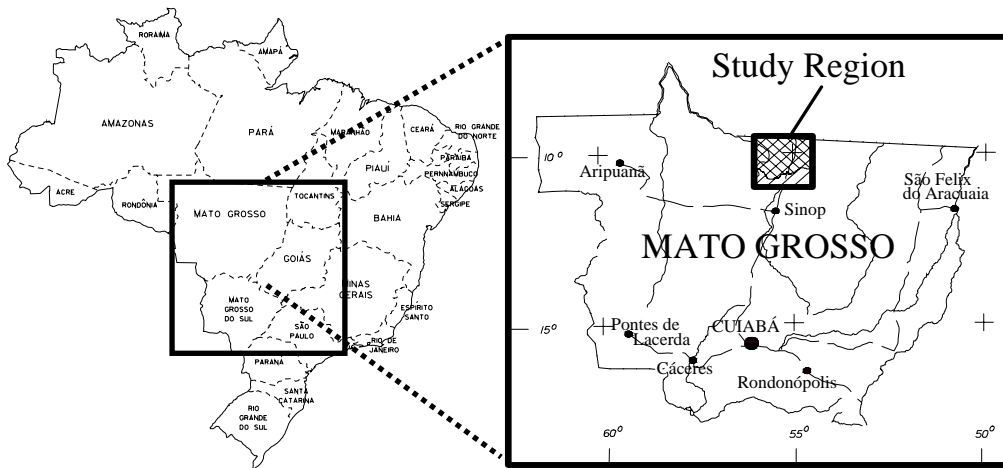 RORAIMA
AMAPÁ
AMAZONAS
PARÁ
MARANHÃO
CEARÁ
RIO GRANDE
DO NORTE
PARAÍBA
PIAUÍ
PERNNAMBUCO
ALAGOAS
SERGIPE
ACRE
RONDÔNIA
MATO GROSSO
TOCANTINS
BAHIA
GOIÁS
MINAS
GERAIS
MATO
GROSSO
DO SUL
ESPIRITO
SANTO
SÃO
PAULO
RIO DE
JANEIRO
PARANÁ
SANTA
CATARINA
RIO
GRANDE
DO SUL
Study Region
10°
Aripuanã
São Felix
do Aracuaia
Sinop
MATO GROSSO
15°
Pontes de
Lacerda
CUIABÁ
Cáceres
Rondonópolis
60°
55°
50°